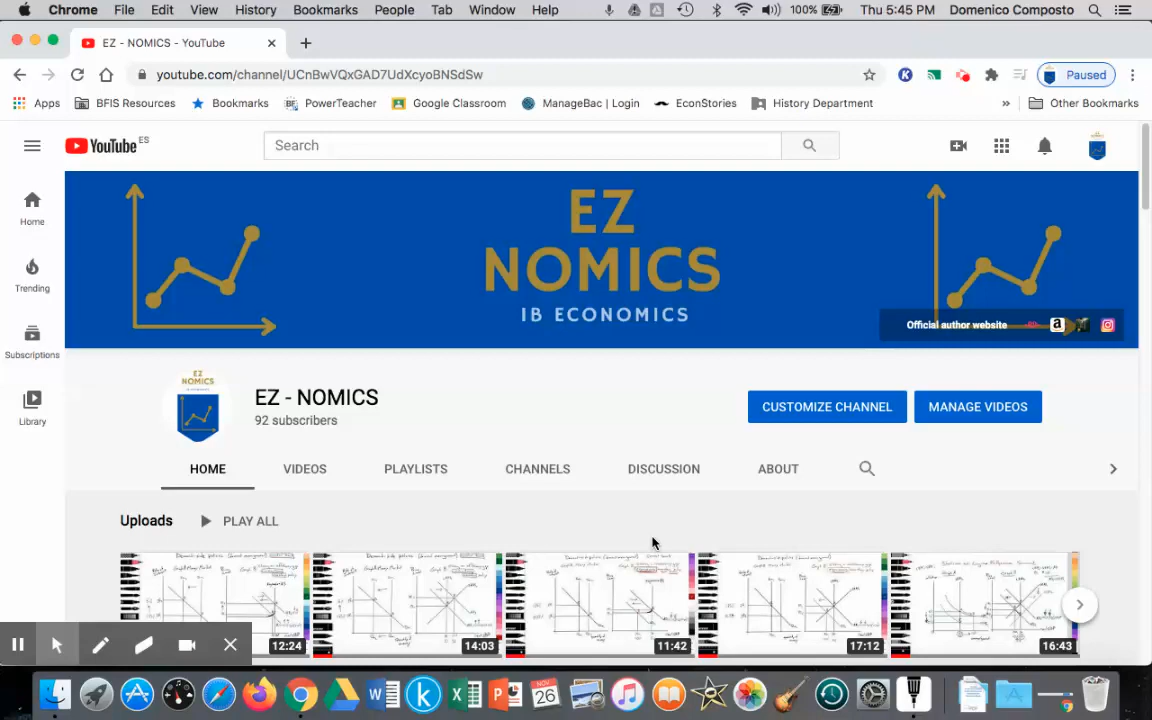 Chrome File Edit View History Bookmarks People Tab Window Help 100% Thu 5:45 PM Domenico Composto
EZ - NOMICS - YouTube
youtube.com/channel/UCnBwVQxGAD7UdXcyoBNSdSw Paused
Apps BFIS Resources Bookmarks PowerTeacher Google Classroom ManageBac | Login EconStories History Department » Other Bookmarks
YouTube ES
Search
Home
Trending
Subscriptions
Library
EZ
NOMICS
IB ECONOMICS
Official author website
EZ
NOMICS
EZ - NOMICS
92 subscribers
CUSTOMIZE CHANNEL MANAGE VIDEOS
HOME VIDEOS PLAYLISTS CHANNELS DISCUSSION ABOUT
Uploads PLAY ALL
12:24 14:03 11:42 17:12 16:43
NOV
26